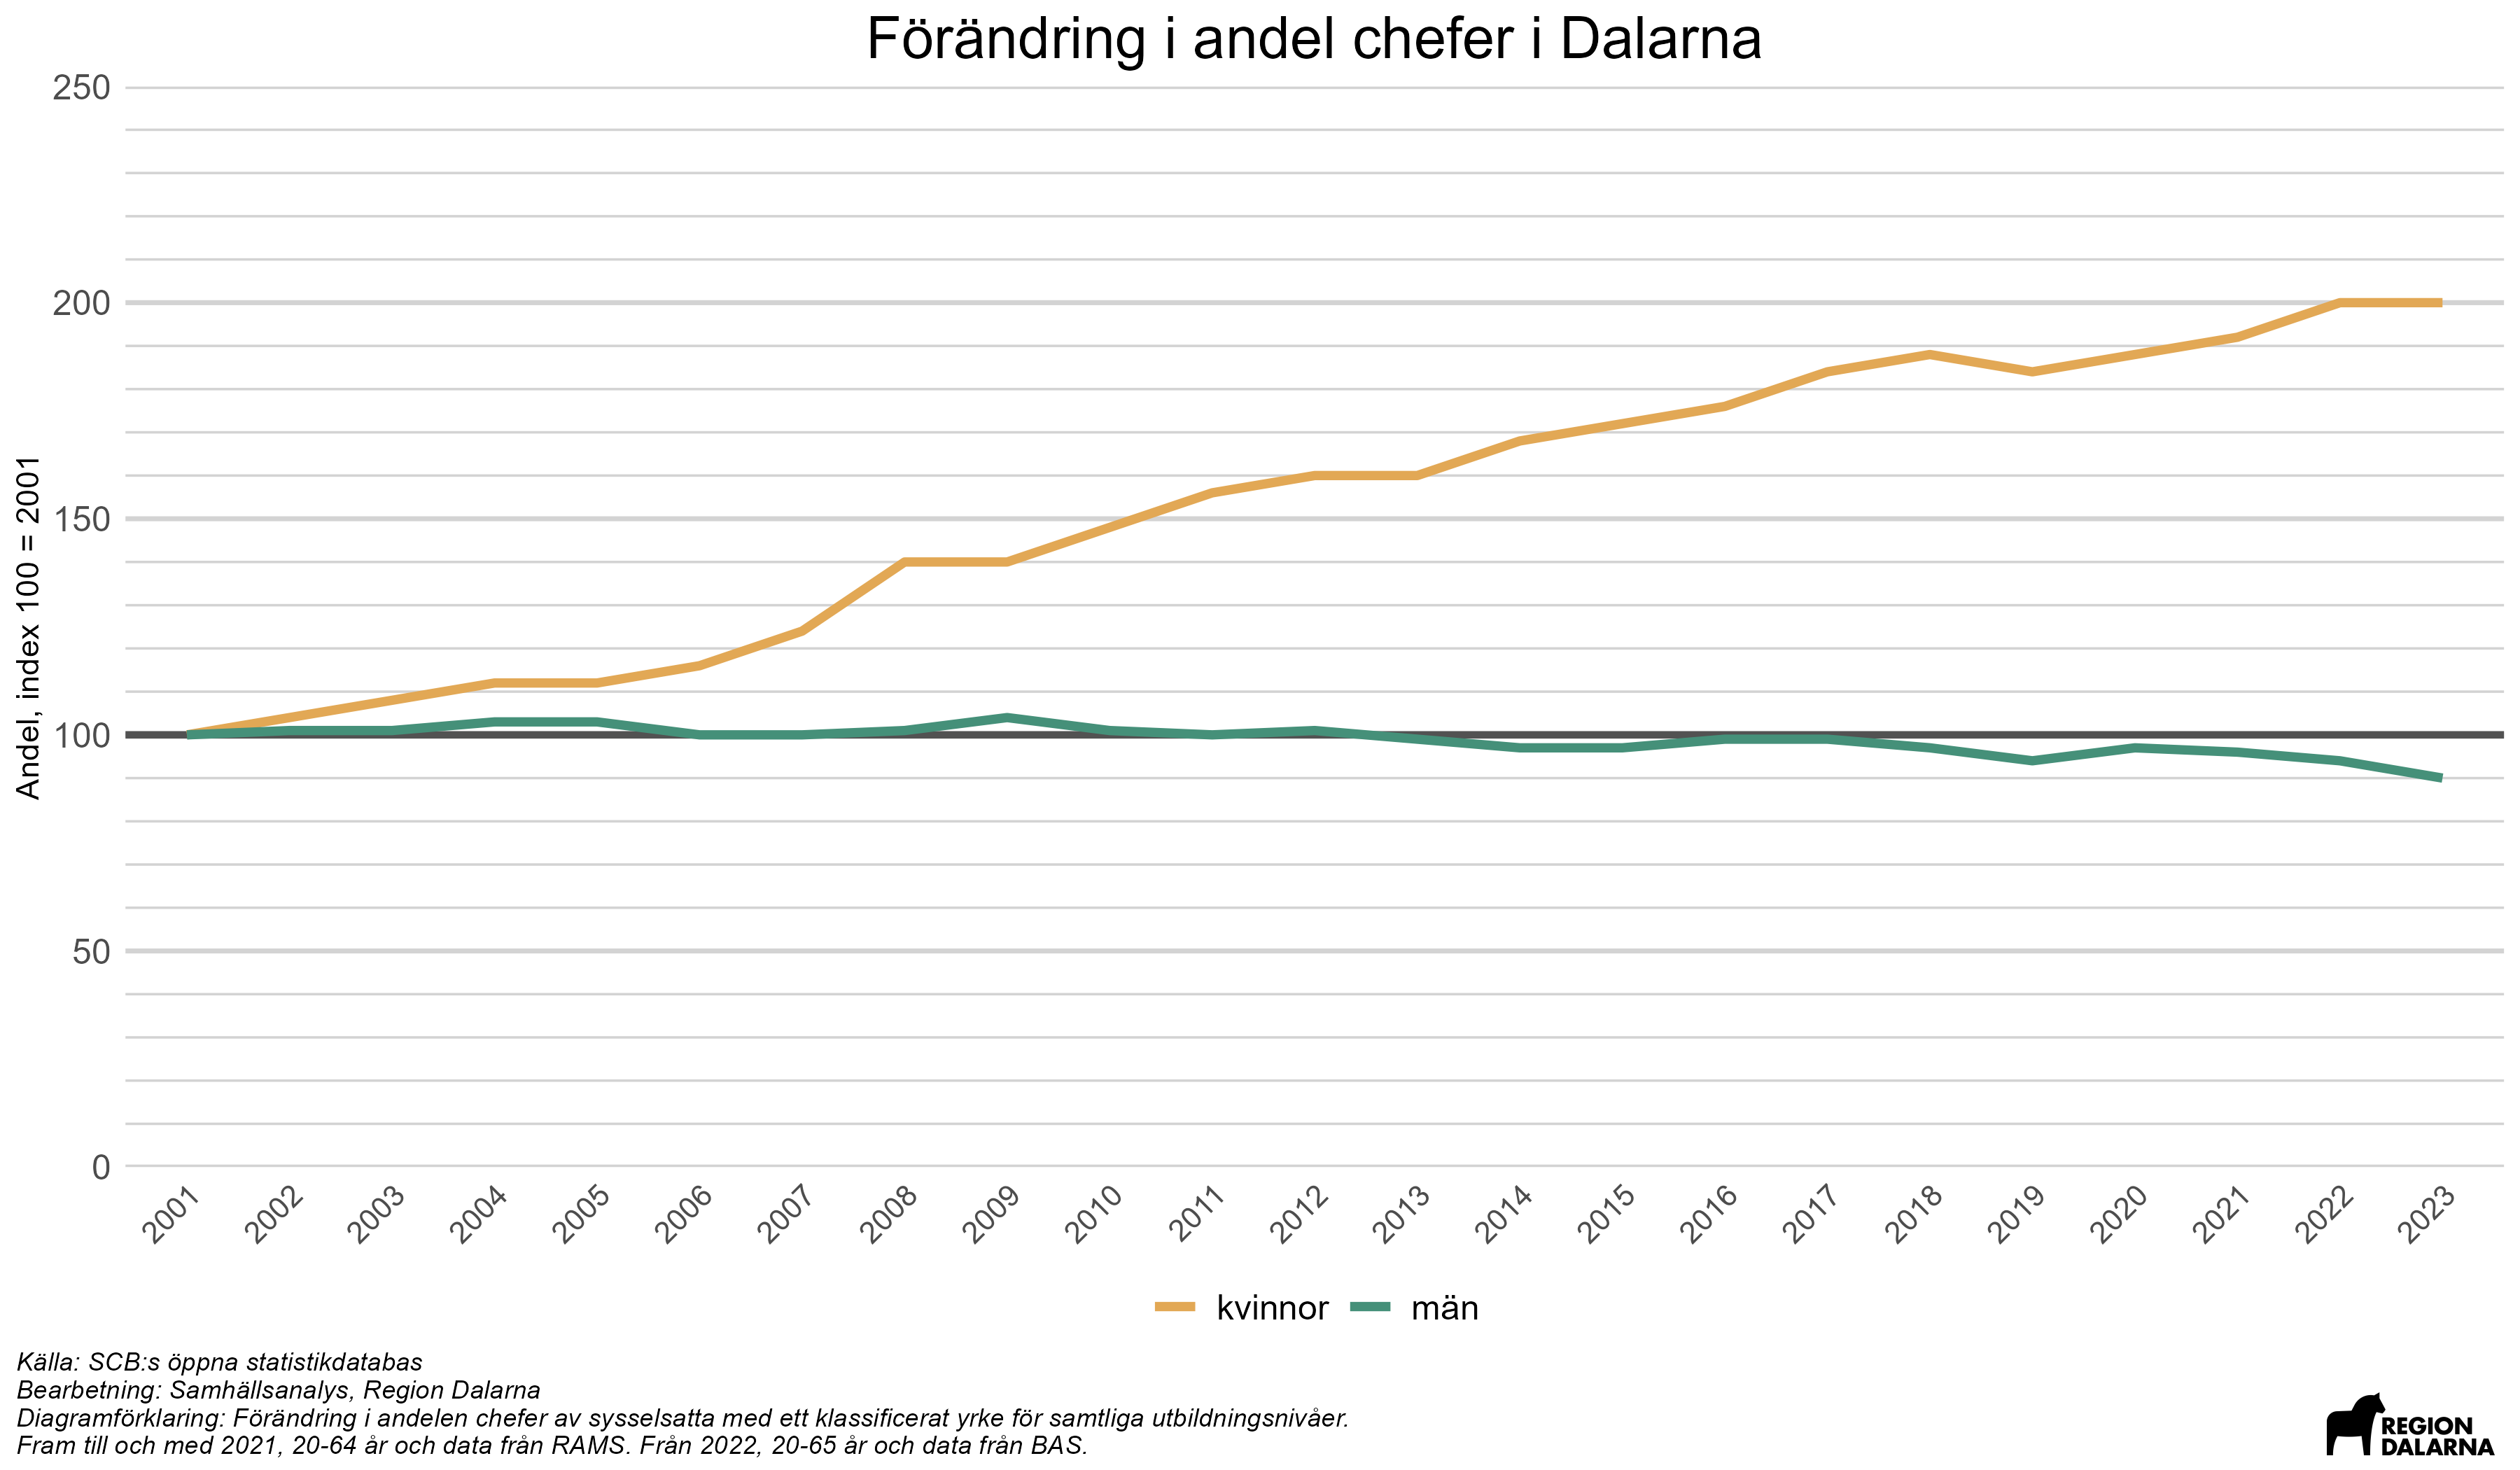 Förändring i andel chefer i Dalarna
Andel, index 100 = 2001
250
200
150
100
50
0
2001
2002
2003
2004
2005
2006
2007
2008
2009
2010
2011
2012
2013
2014
2015
2016
2017
2018
2019
2020
2021
2022
2023
kvinnor
män
Källa: SCB:s öppna statistikdatabas
Bearbetning: Samhällsanalys, Region Dalarna
Diagramförklaring: Förändring i andelen chefer av sysselsatta med ett klassificerat yrke för samtliga utbildningsnivåer.
Fram till och med 2021, 20-64 år och data från RAMS. Från 2022, 20-65 år och data från BAS.
REGION
DALARNA